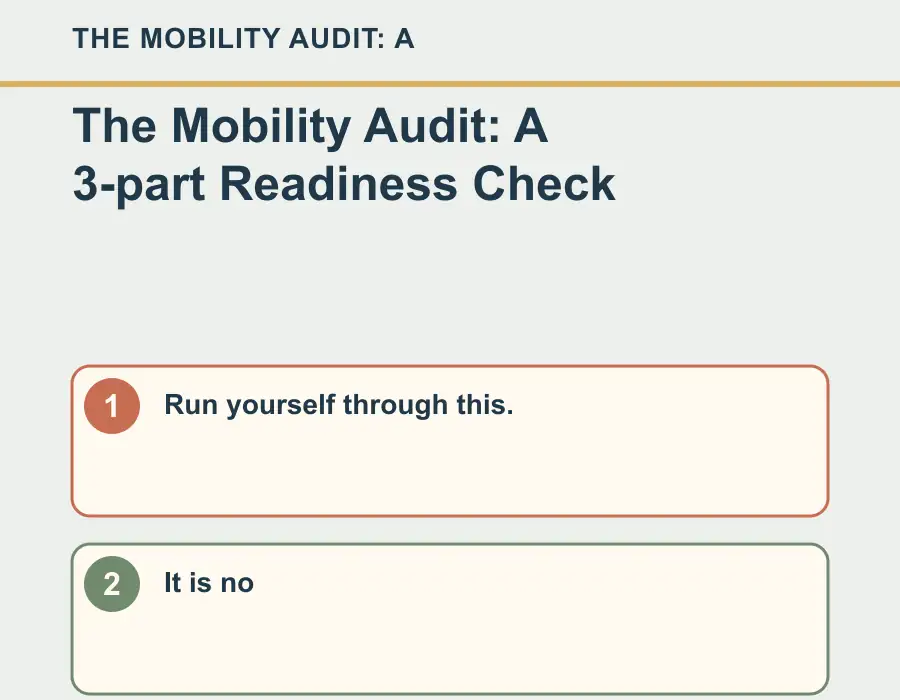 THE MOBILITY AUDIT: A
The Mobility Audit: A
3-part Readiness Check
1
Run yourself through this.
2
It is no